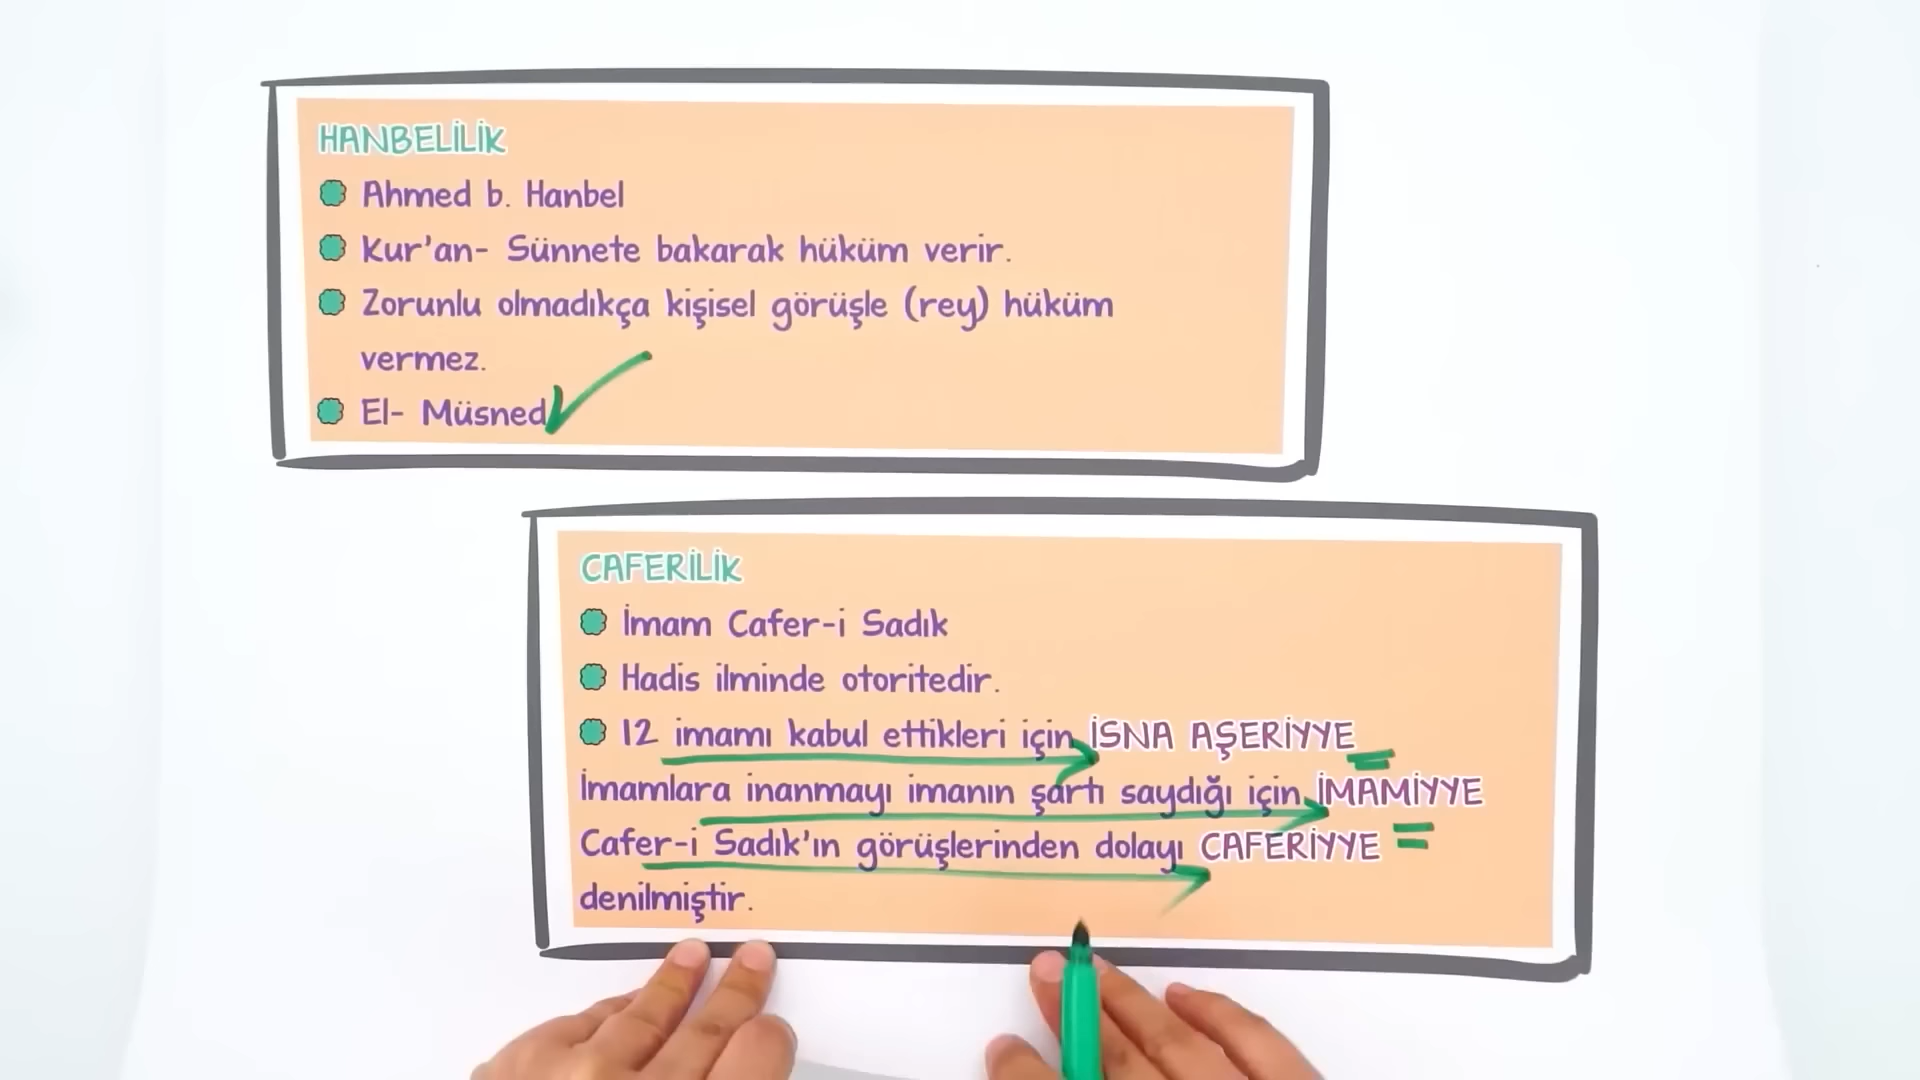 HANBELİLİK
Ahmed b. Hanbel
Kur'an- Sünnete bakarak hüküm verir.
Zorunlu olmadıkça kişisel görüşle (rey) hüküm
vermez.
El- Müsned
CAFERİLİK
İmam Cafer-i Sadık
Hadis ilminde otoritedir.
12 imamı kabul ettikleri için İSNA AŞERİYYE
İmamlara inanmayı imanın şartı saydığı için İMAMİYYE
Cafer-i Sadık'ın görüşlerinden dolayı CAFERİYYE
denilmiştir.